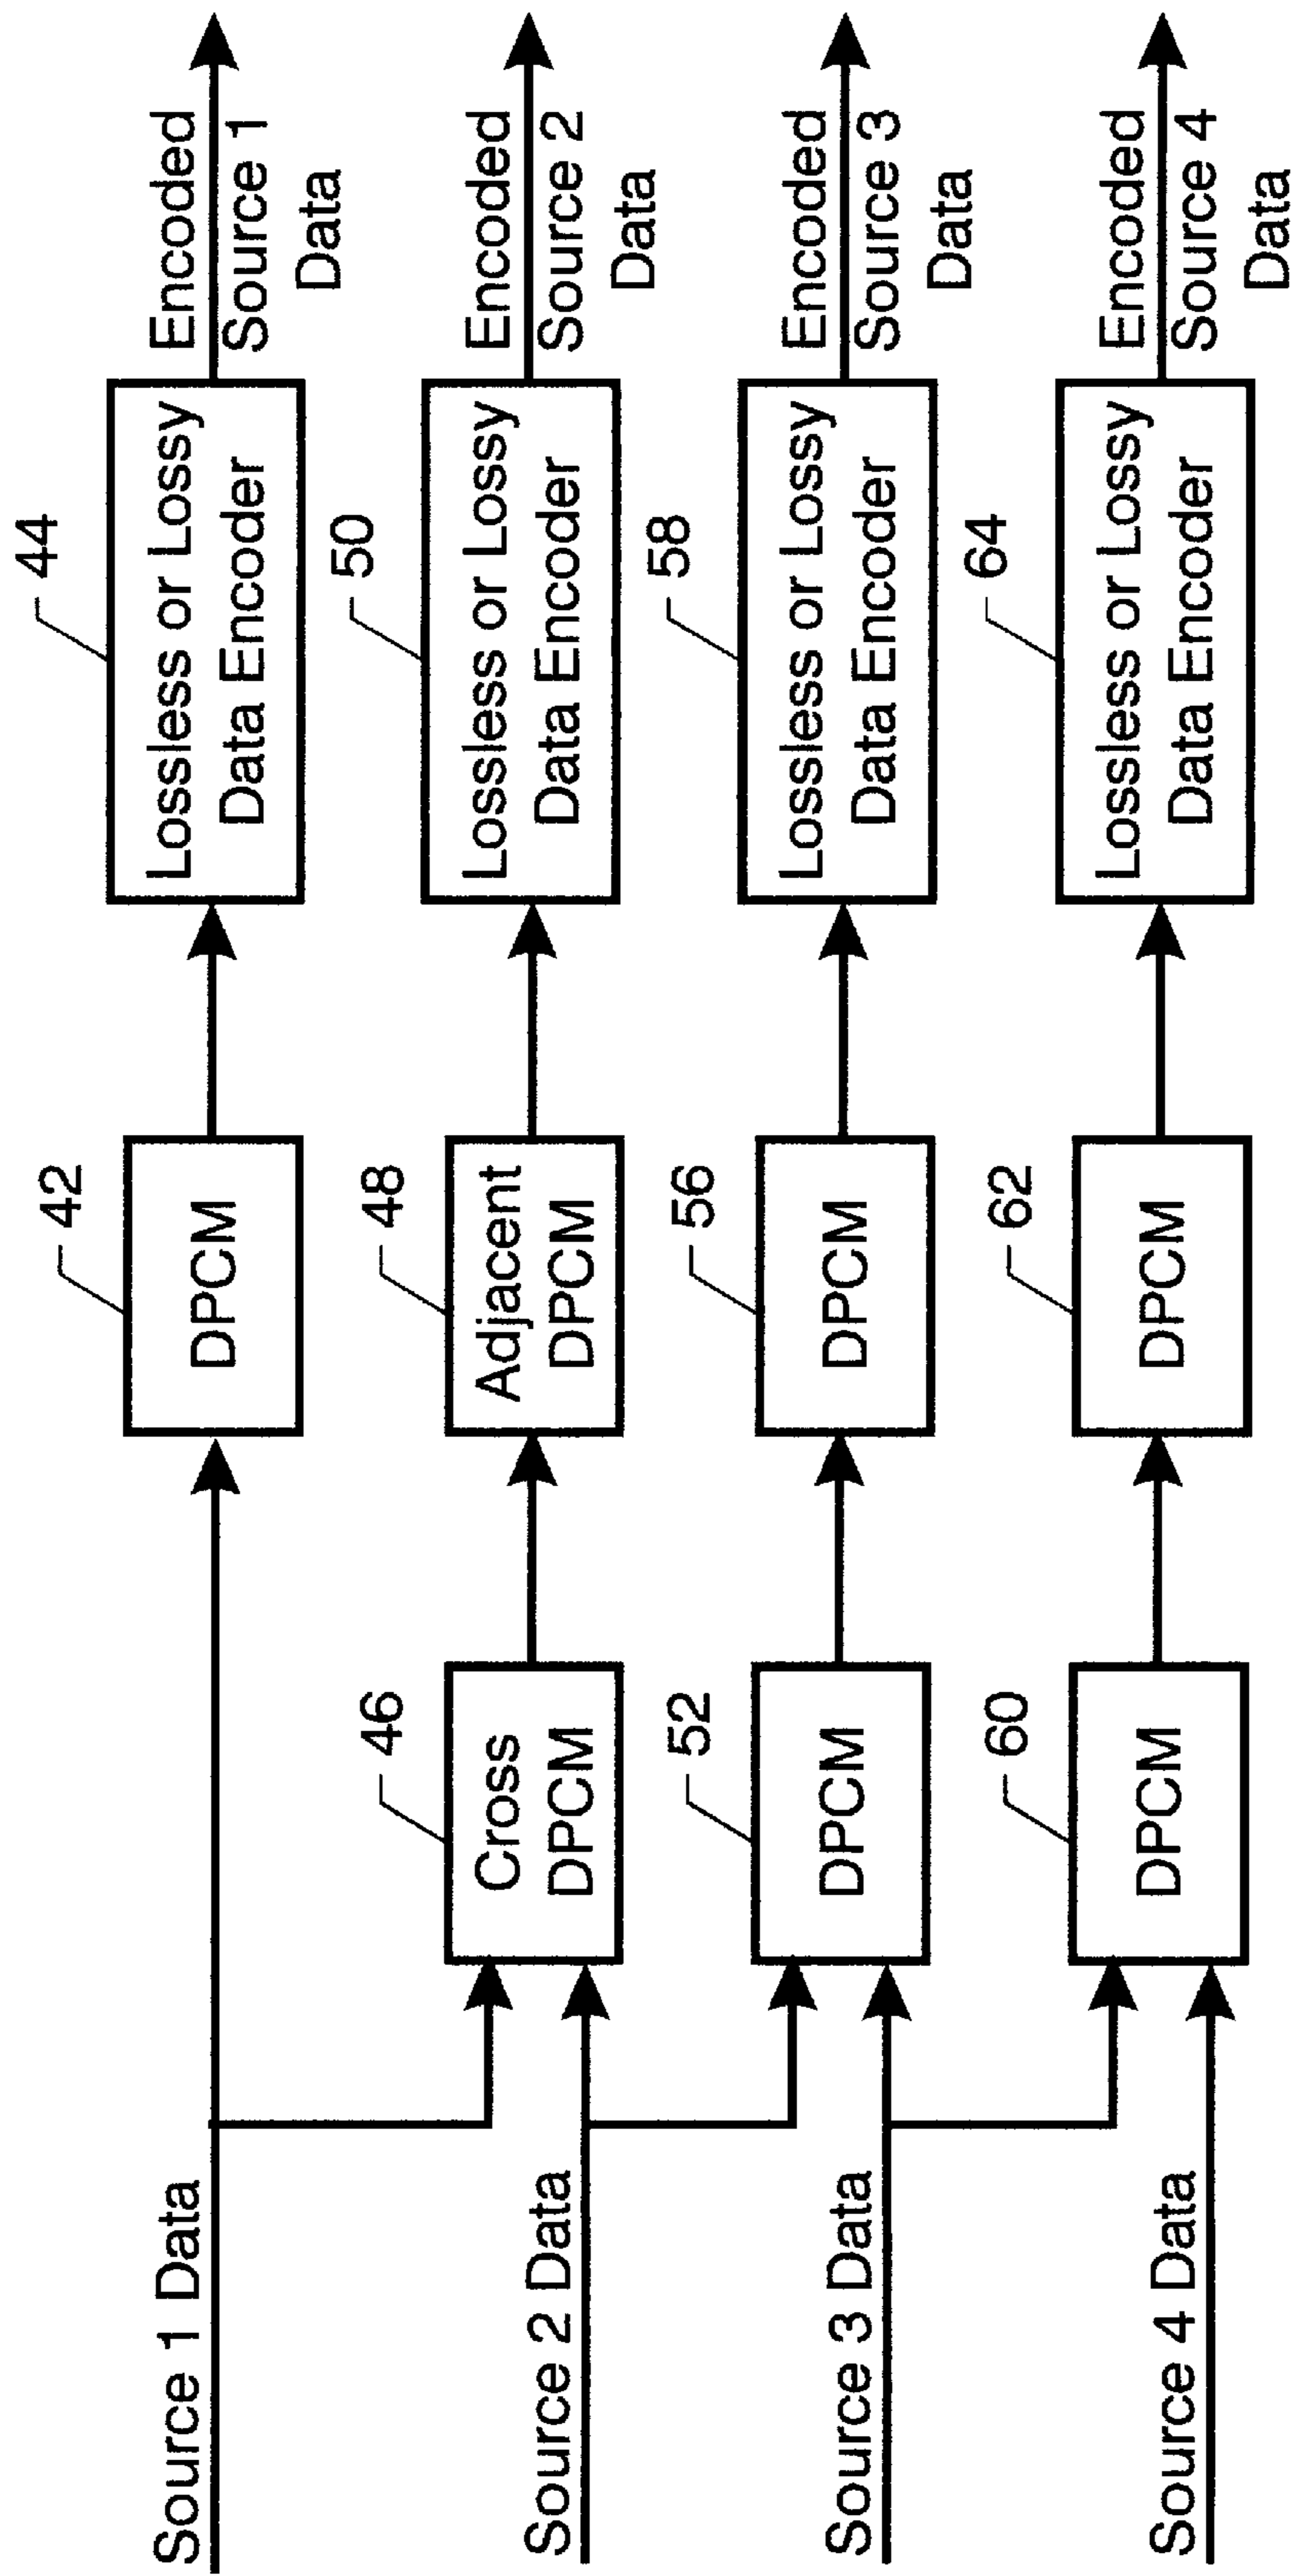 Source 1 Data
42
DPCM
44
Lossless or Lossy
Data Encoder
Encoded
Source 1
Data
Source 2 Data
46
Cross
DPCM
48
Adjacent
DPCM
50
Lossless or Lossy
Data Encoder
Encoded
Source 2
Data
Source 3 Data
52
DPCM
56
DPCM
58
Lossless or Lossy
Data Encoder
Encoded
Source 3
Data
Source 4 Data
60
DPCM
62
DPCM
64
Lossless or Lossy
Data Encoder
Encoded
Source 4
Data